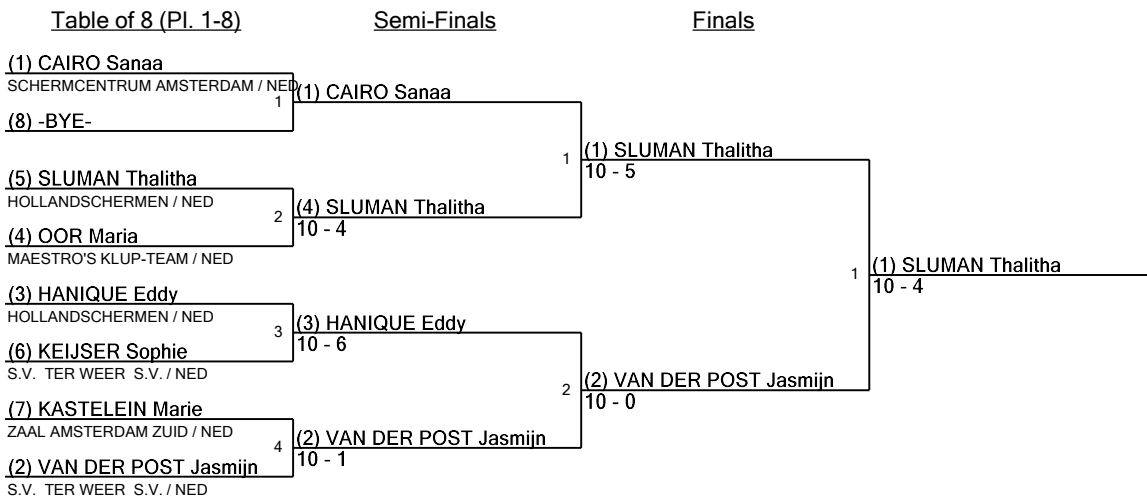 Table of 8 (Pl. 1-8)
Semi-Finals
Finals
(1) CAIRO Sanaa
SCHERMCENTRUM AMSTERDAM / NED
1
(1) CAIRO Sanaa
(8) -BYE-
1
(1) SLUMAN Thalitha
10 - 5
(5) SLUMAN Thalitha
HOLLANDSCHERMEN / NED
2
(4) SLUMAN Thalitha
10 - 4
(4) OOR Maria
MAESTRO'S KLUP-TEAM / NED
1
(1) SLUMAN Thalitha
10 - 4
(3) HANIQUE Eddy
HOLLANDSCHERMEN / NED
3
(3) HANIQUE Eddy
10 - 6
(6) KEIJSER Sophie
S.V. TER WEER S.V. / NED
2
(2) VAN DER POST Jasmijn
10 - 0
(7) KASTELEIN Marie
ZAAL AMSTERDAM ZUID / NED
4
(2) VAN DER POST Jasmijn
10 - 1
(2) VAN DER POST Jasmijn
S.V. TER WEER S.V. / NED